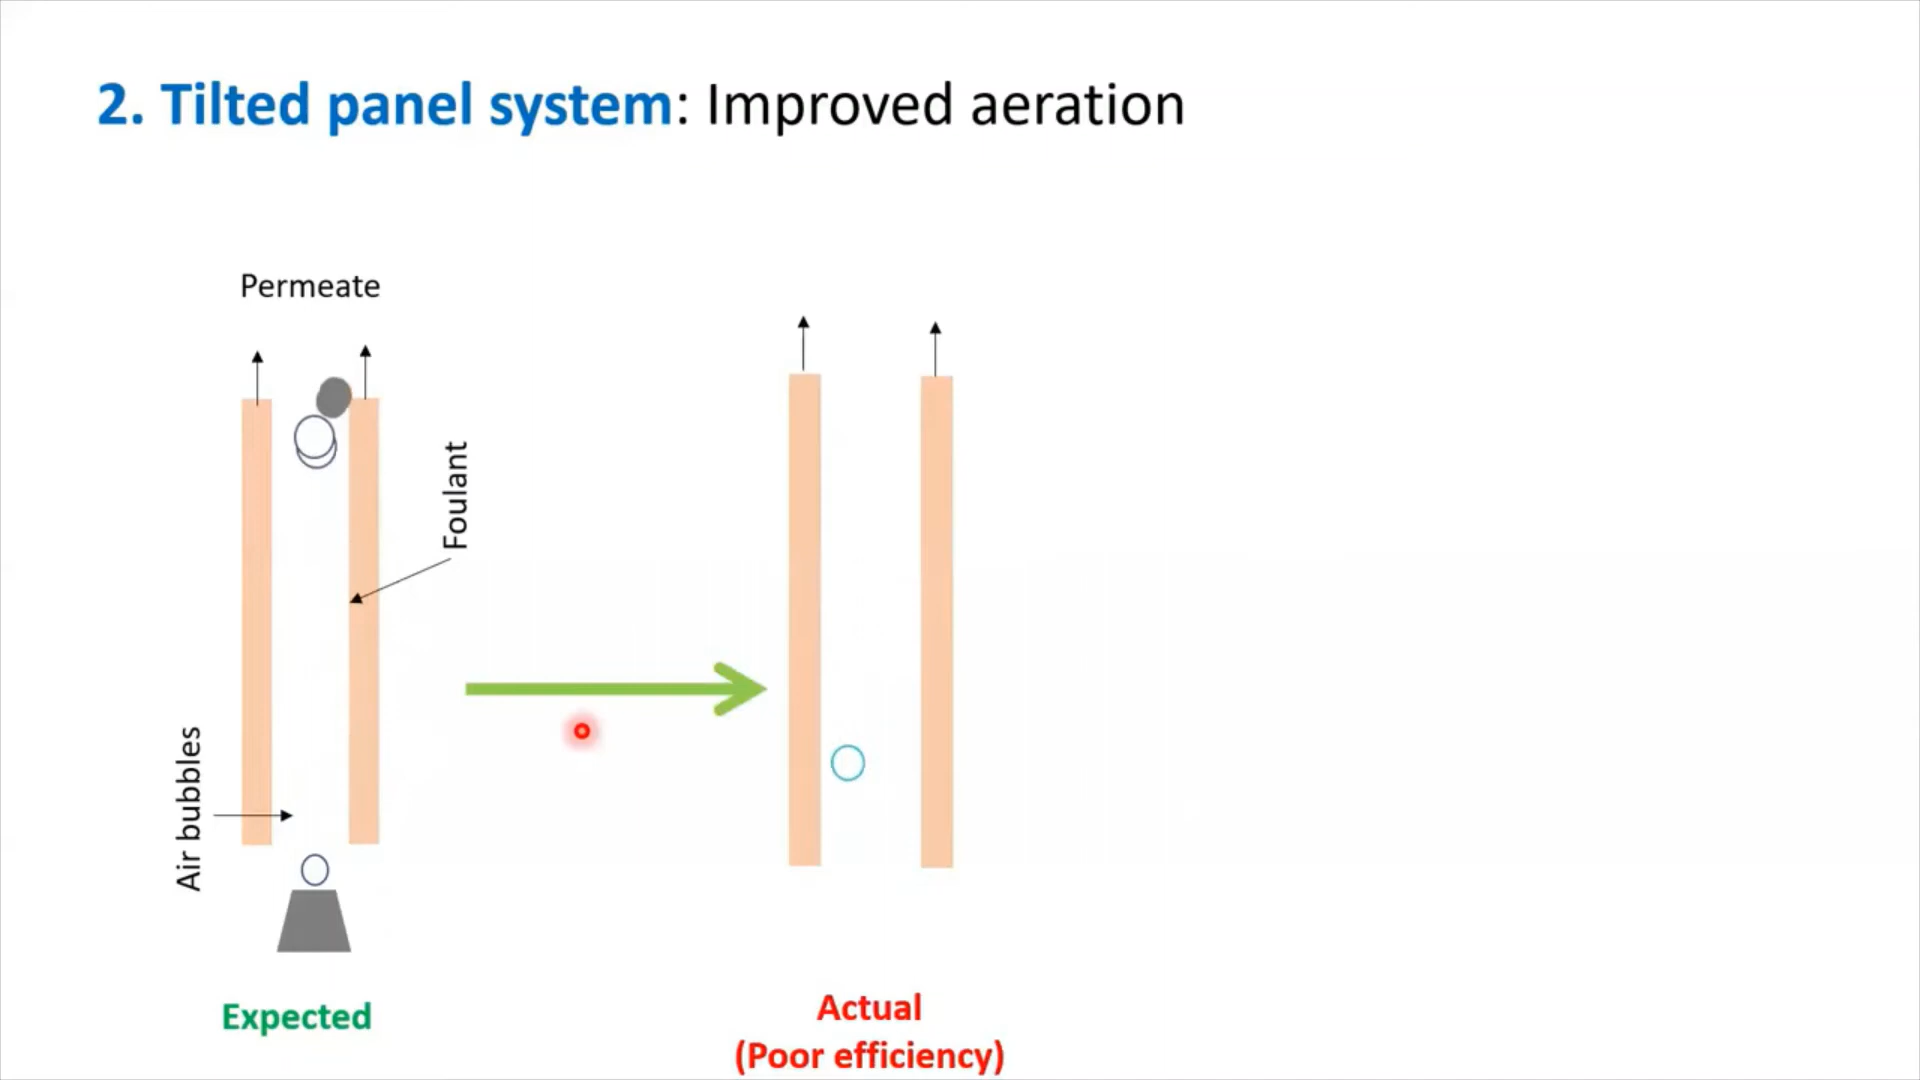 2. Tilted panel system: Improved aeration
Permeate
Foulant
Air bubbles
Expected
Actual
(Poor efficiency)